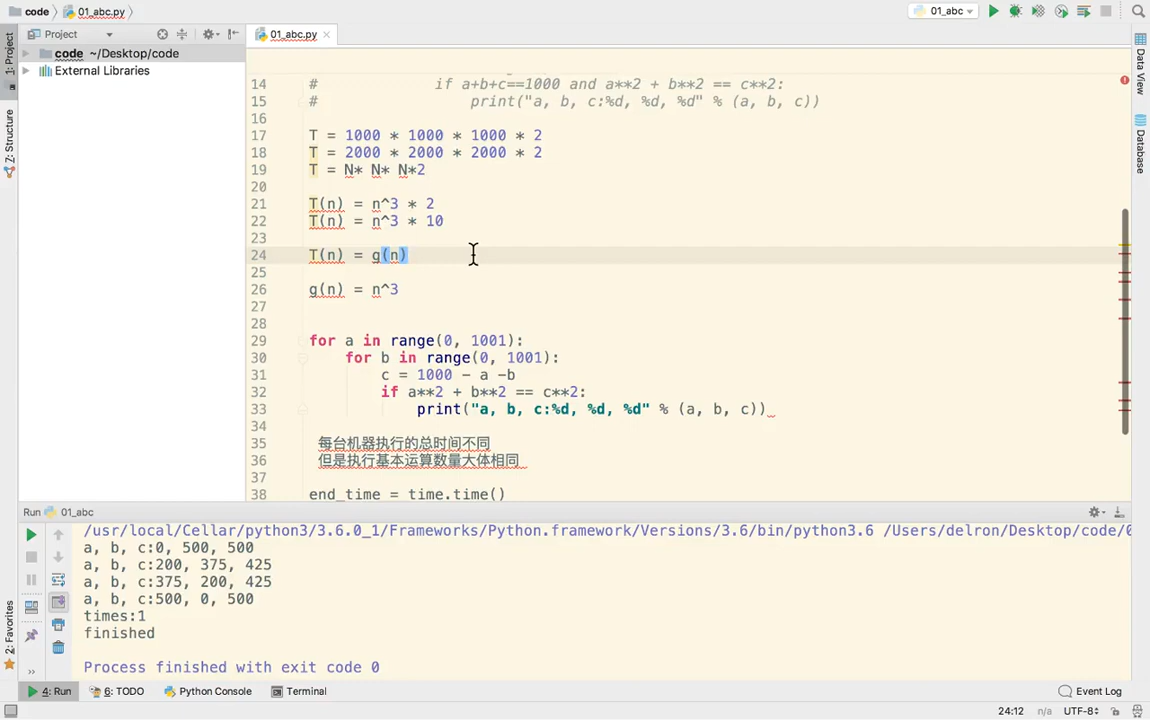 code 01_abc.py 01_abc
Project 01_abc.py
1: Project
code ~/Desktop/code
External Libraries
7: Structure
2: Favorites
Data View
Database
14 # if a+b+c==1000 and a**2 + b**2 == c**2:
15 # print("a, b, c:%d, %d, %d" % (a, b, c))
16
17 T = 1000 * 1000 * 1000 * 2
18 T = 2000 * 2000 * 2000 * 2
19 T = N* N* N*2
20
21 T(n) = n^3 * 2
22 T(n) = n^3 * 10
23
24 T(n) = g(n)
25
26 g(n) = n^3
27
28
29 for a in range(0, 1001):
30 for b in range(0, 1001):
31 c = 1000 - a -b
32 if a**2 + b**2 == c**2:
33 print("a, b, c:%d, %d, %d" % (a, b, c))
34
35 每台机器执行的总时间不同
36 但是执行基本运算数量大体相同
37
38 end_time = time.time()
Run 01_abc
/usr/local/Cellar/python3/3.6.0_1/Frameworks/Python.framework/Versions/3.6/bin/python3.6 /Users/delron/Desktop/code/0
a, b, c:0, 500, 500
a, b, c:200, 375, 425
a, b, c:375, 200, 425
a, b, c:500, 0, 500
times:1
finished
Process finished with exit code 0
4: Run 6: TODO Python Console Terminal Event Log
24:12 n/a UTF-8